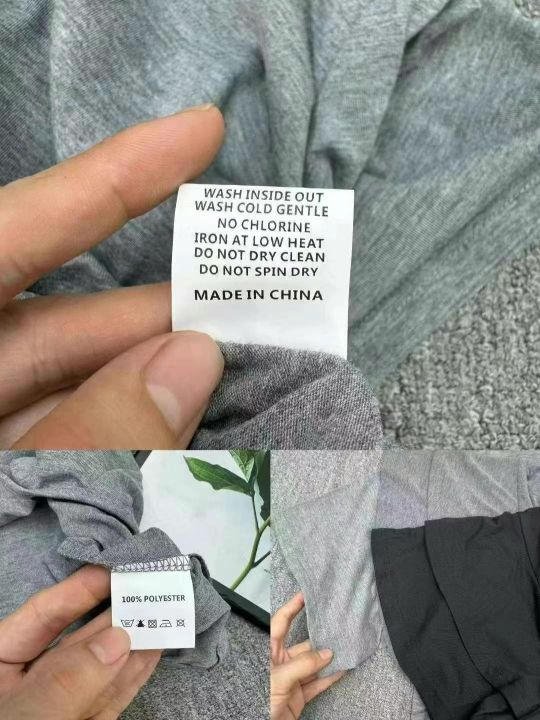 WASH INSIDE OUT
WASH COLD GENTLE
NO CHLORINE
IRON AT LOW HEAT
DO NOT DRY CLEAN
DO NOT SPIN DRY
MADE IN CHINA
100% POLYESTER